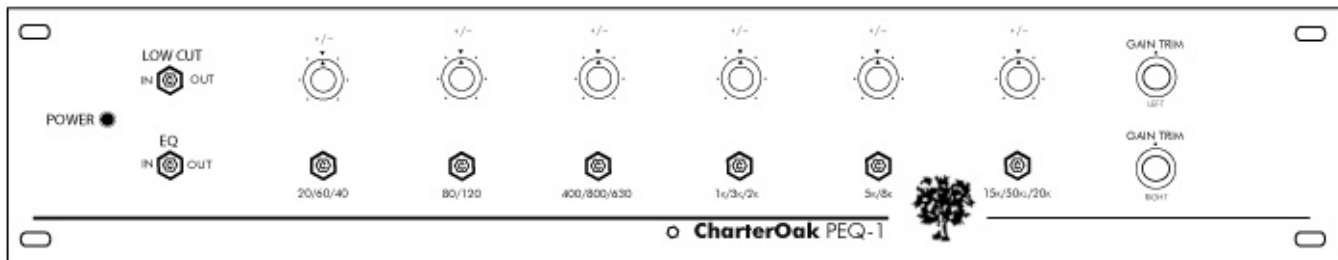 +/- +/- +/- +/- +/- +/-
LOW CUT
GAIN TRIM
IN OUT
LEFT
POWER
EQ
GAIN TRIM
IN OUT
20/60/40 80/120 400/800/630 1K/3K/2K 5K/8K 15K/50K/20K
RIGHT
CharterOak PEQ-1